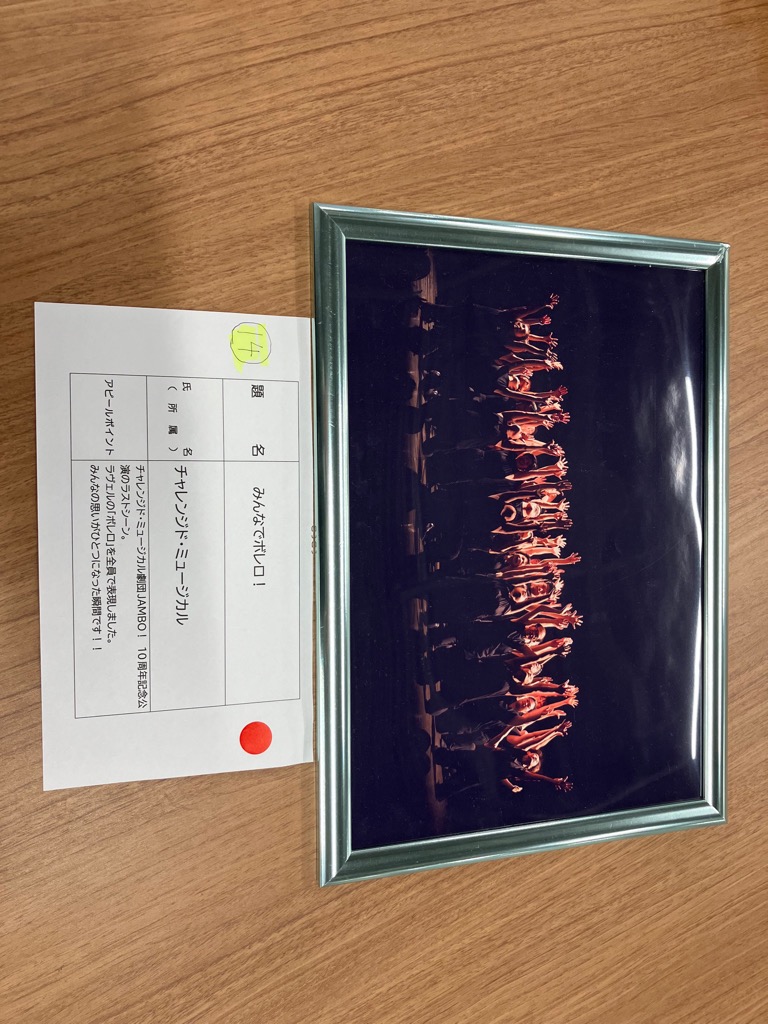 14
題名
みんなでボレロ!
氏名
(所属)
チャレンジド・ミュージカル
アピールポイント
チャレンジド・ミュージカル劇団JAMBO! 10周年記念公
演のラストシーン。
ラヴェルの「ボレロ」を全員で表現しました。
みんなの思いがひとつになった瞬間です!!